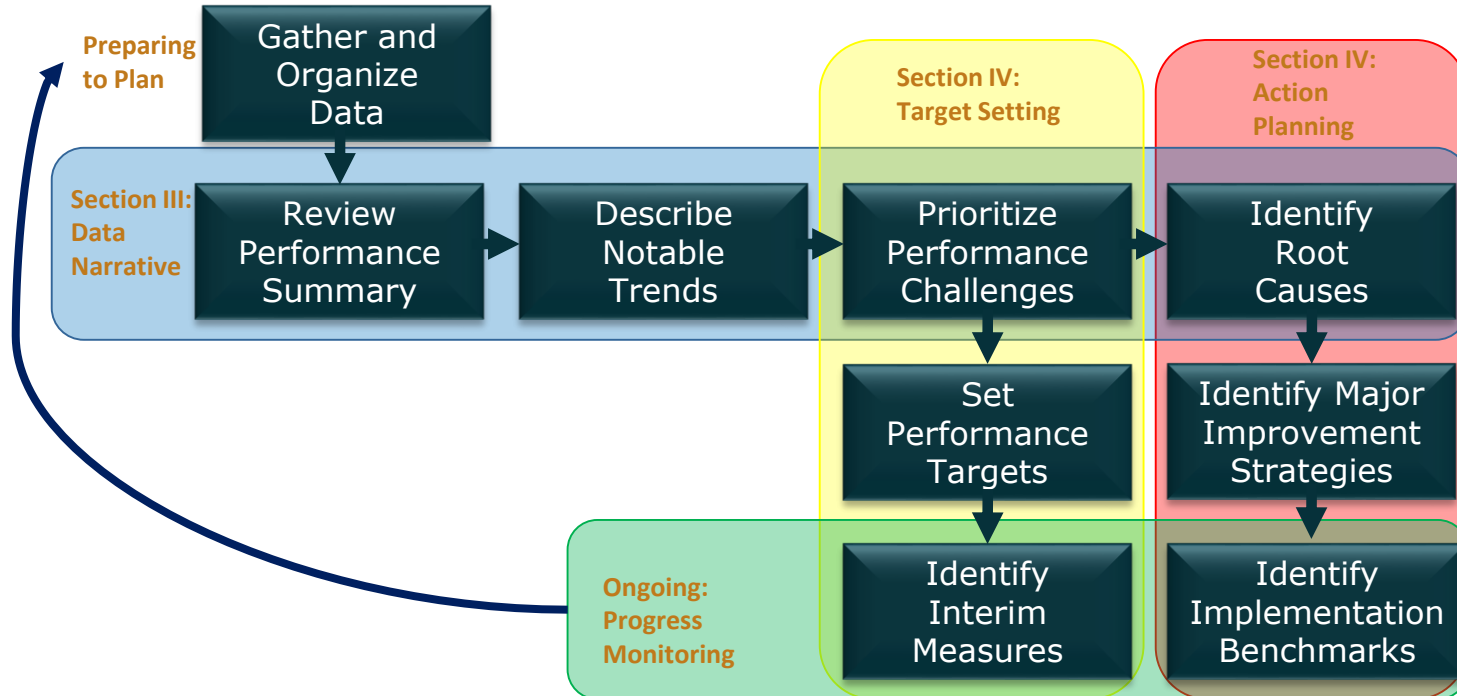 Preparing
to Plan
Gather and
Organize
Data
Section IV:
Target Setting
Section IV:
Action
Planning
Section III:
Data
Narrative
Review
Performance
Summary
Describe
Notable
Trends
Prioritize
Performance
Challenges
Identify
Root
Causes
Set
Performance
Targets
Identify Major
Improvement
Strategies
Ongoing:
Progress
Monitoring
Identify
Interim
Measures
Identify
Implementation
Benchmarks